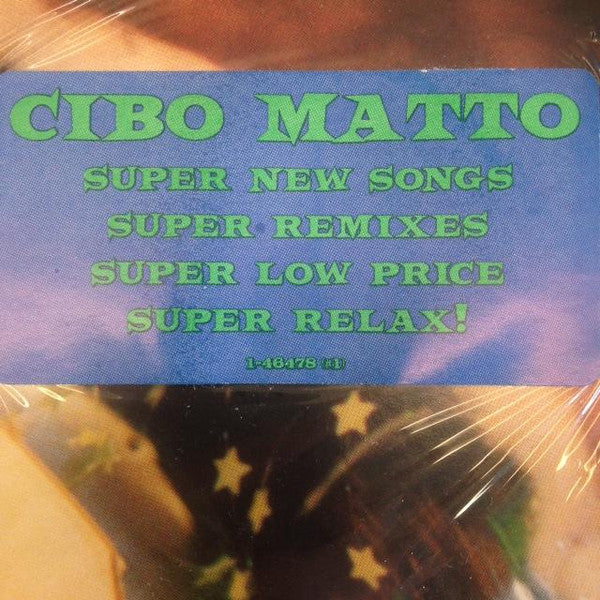 CIBO MATTO
SUPER NEW SONGS
SUPER REMIXES
SUPER LOW PRICE
SUPER RELAX!
1-46478 (1)